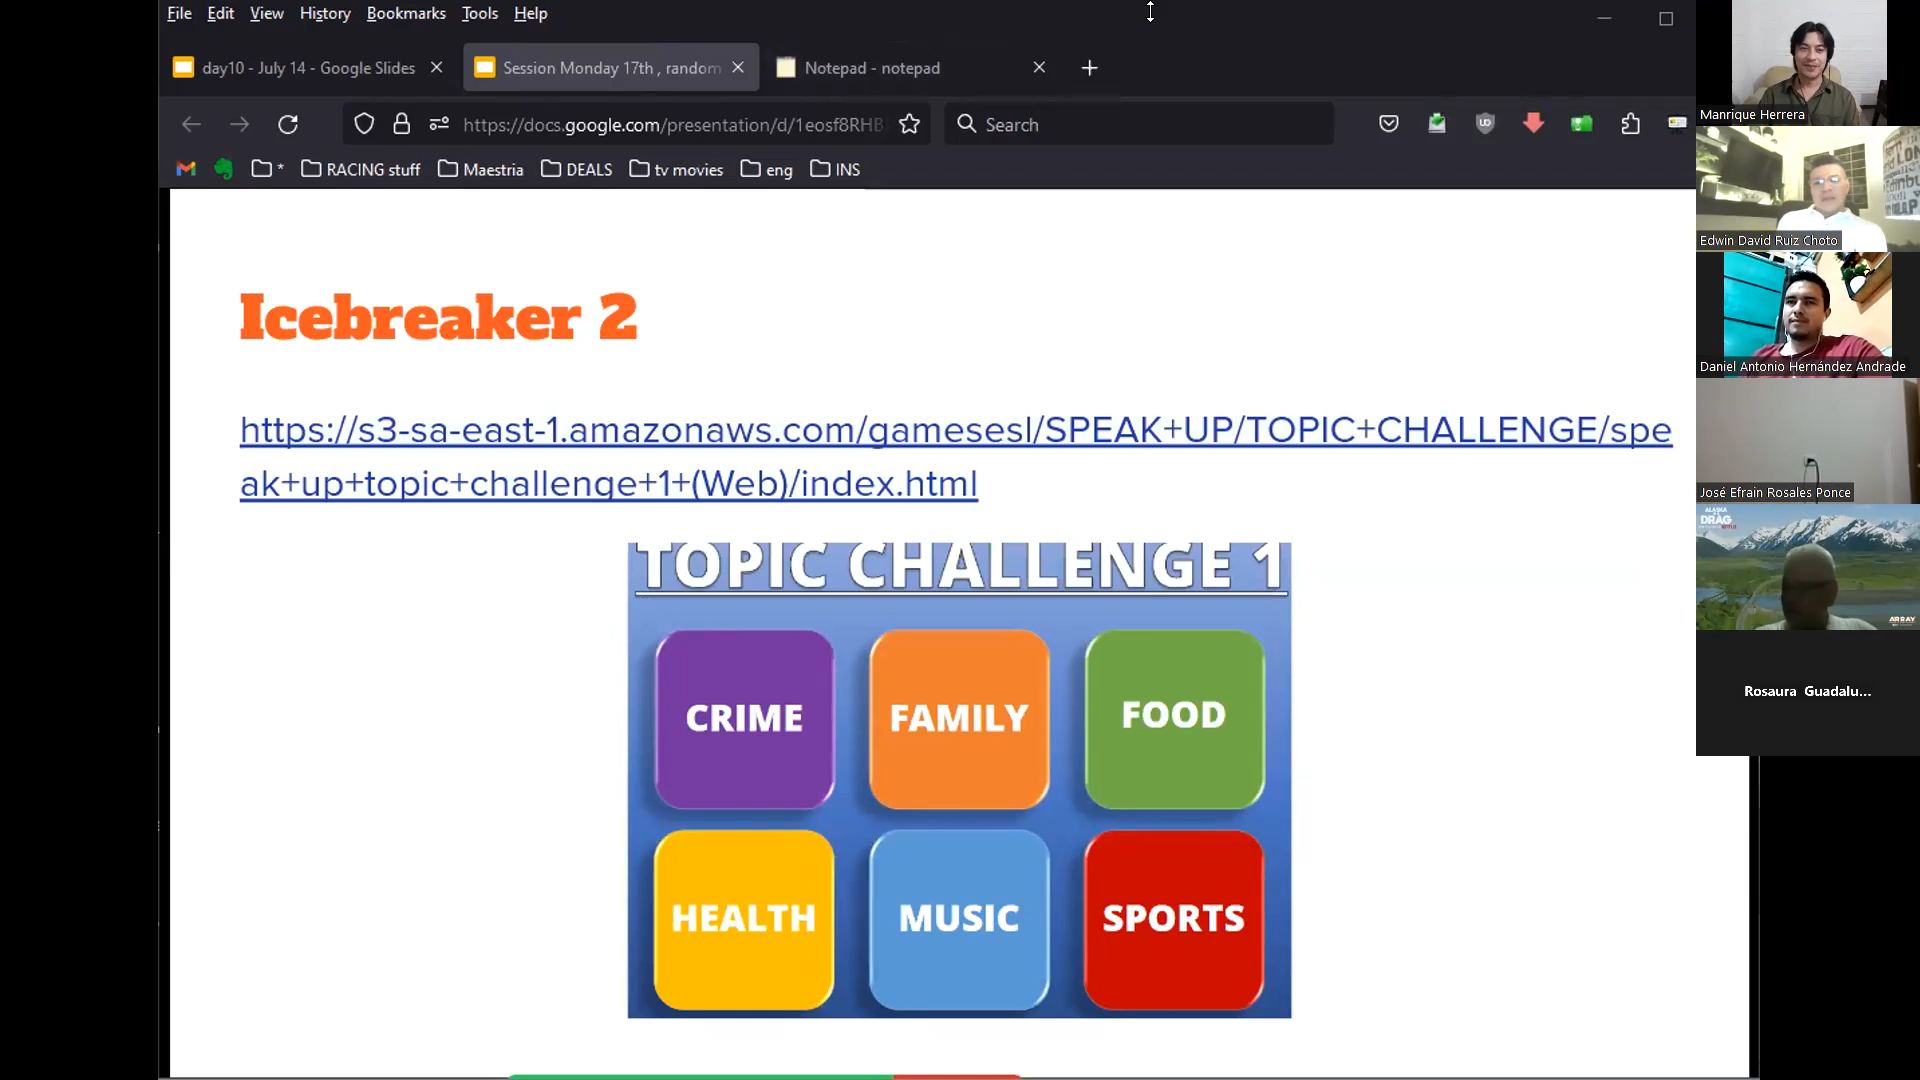 File Edit View History Bookmarks Tools Help
day10 - July 14 - Google Slides
Session Monday 17th , random
Notepad - notepad
https://docs.google.com/presentation/d/1eosf8RHB
Search
* RACING stuff Maestria DEALS tv movies eng INS
Icebreaker 2
https://s3-sa-east-1.amazonaws.com/gamesesl/SPEAK+UP/TOPIC+CHALLENGE/spe
ak+up+topic+challenge+1+(Web)/index.html
TOPIC CHALLENGE 1
CRIME FAMILY FOOD
HEALTH MUSIC SPORTS
Manrique Herrera
Edwin David Ruiz Choto
Daniel Antonio Hernández Andrade
José Efrain Rosales Ponce
ALASKA
DRAG
ARRAY
Rosaura Guadalu...